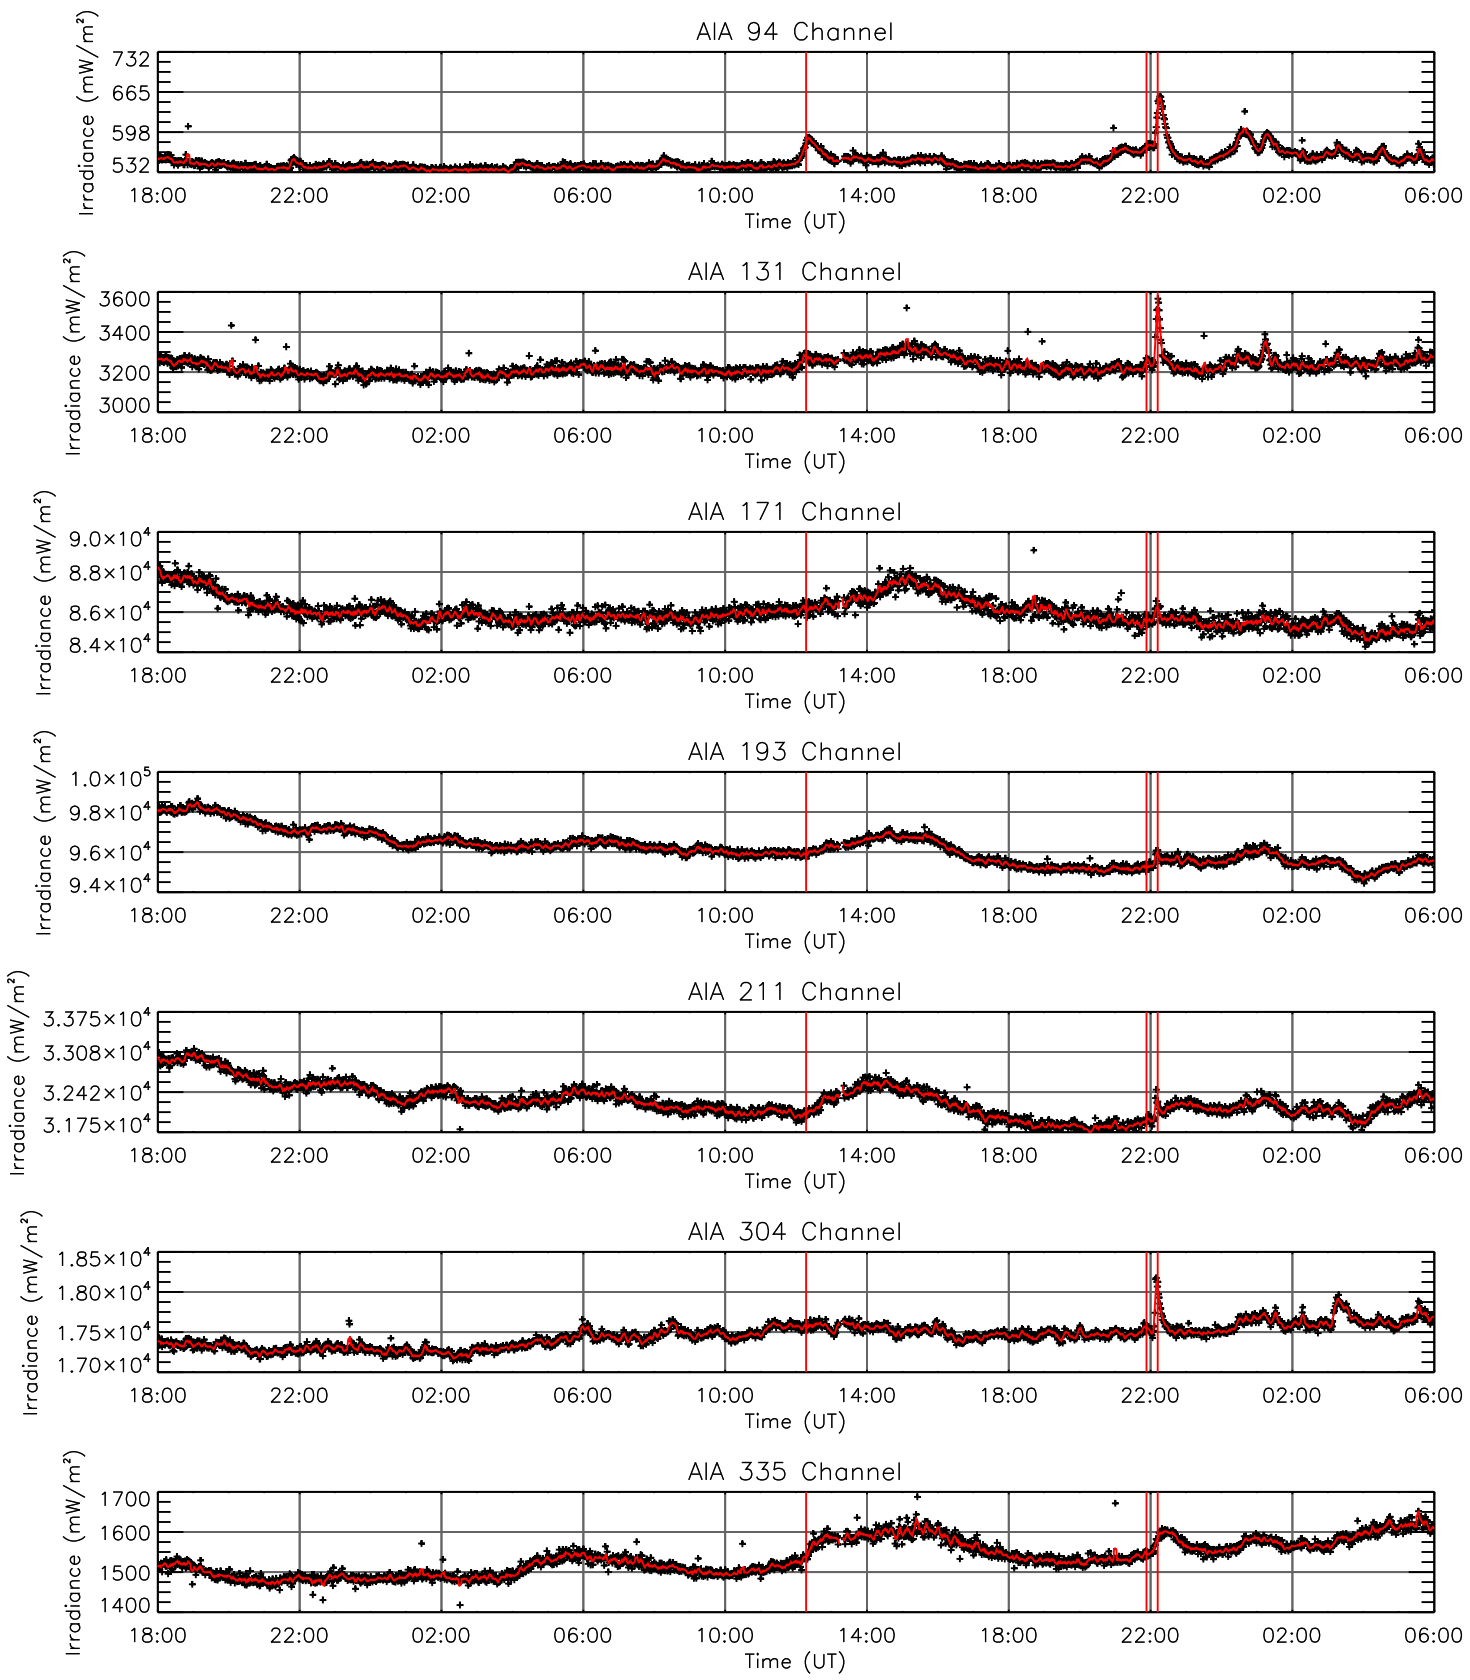 AIA 94 Channel
Irradiance (mW/m²)
732
665
598
532
18:00 22:00 02:00 06:00 10:00 14:00 18:00 22:00 02:00 06:00
Time (UT)
AIA 131 Channel
Irradiance (mW/m²)
3600
3400
3200
3000
18:00 22:00 02:00 06:00 10:00 14:00 18:00 22:00 02:00 06:00
Time (UT)
AIA 171 Channel
Irradiance (mW/m²)
9.0×10⁴
8.8×10⁴
8.6×10⁴
8.4×10⁴
18:00 22:00 02:00 06:00 10:00 14:00 18:00 22:00 02:00 06:00
Time (UT)
AIA 193 Channel
Irradiance (mW/m²)
1.0×10⁵
9.8×10⁴
9.6×10⁴
9.4×10⁴
18:00 22:00 02:00 06:00 10:00 14:00 18:00 22:00 02:00 06:00
Time (UT)
AIA 211 Channel
Irradiance (mW/m²)
3.375×10⁴
3.308×10⁴
3.242×10⁴
3.175×10⁴
18:00 22:00 02:00 06:00 10:00 14:00 18:00 22:00 02:00 06:00
Time (UT)
AIA 304 Channel
Irradiance (mW/m²)
1.85×10⁴
1.80×10⁴
1.75×10⁴
1.70×10⁴
18:00 22:00 02:00 06:00 10:00 14:00 18:00 22:00 02:00 06:00
Time (UT)
AIA 335 Channel
Irradiance (mW/m²)
1700
1600
1500
1400
18:00 22:00 02:00 06:00 10:00 14:00 18:00 22:00 02:00 06:00
Time (UT)